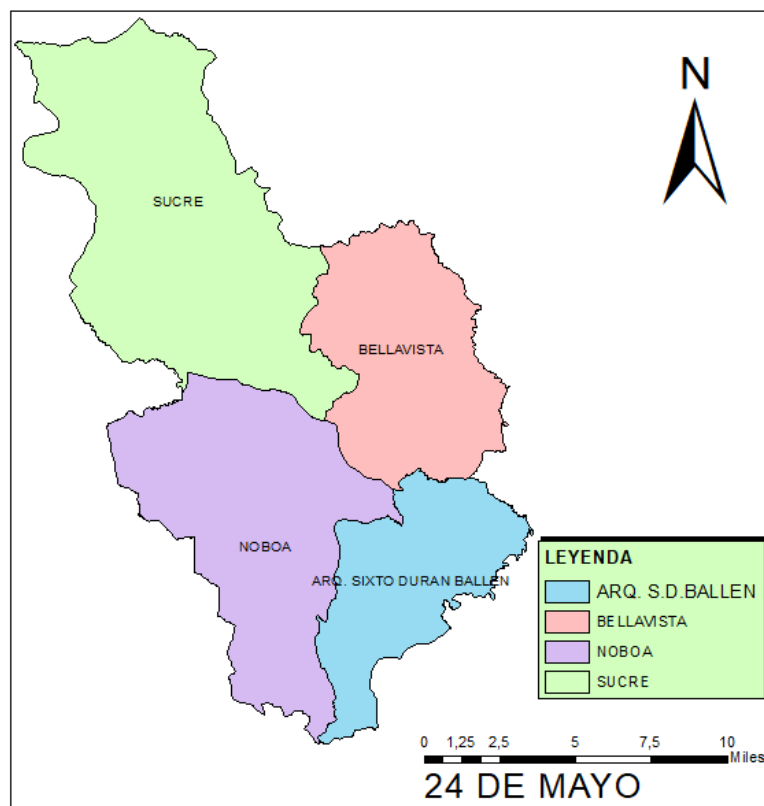 N
SUCRE
BELLAVISTA
NOBOA
ARQ. SIXTO DURAN BALLEN
LEYENDA
ARQ. S.D.BALLEN
BELLAVISTA
NOBOA
SUCRE
0 1,25 2,5 5 7,5 10
Miles
24 DE MAYO